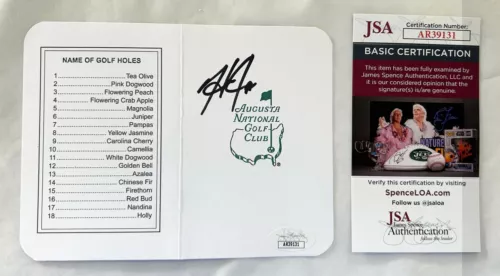 NAME OF GOLF HOLES
1 Tea Olive
2 Pink Dogwood
3 Flowering Peach
4 Flowering Crab Apple
5 Magnolia
6 Juniper
7 Pampas
8 Yellow Jasmine
9 Carolina Cherry
10 Camellia
11 White Dogwood
12 Golden Bell
13 Azalea
14 Chinese Fir
15 Firethorn
16 Red Bud
17 Nandine
18 Holly
AUGUSTA
NATIONAL
GOLF
CLUB
AR39131
JSA
Certification Number:
AR39131
BASIC CERTIFICATION
This item has been fully examined by
James Spence Authentication, LLC and
it is our considered opinion that the
signature(s) is/are genuine.
Verify this certification by visiting
SpenceLOA.com
Follow us @jsaloa
JSA
James Spence
Authentication